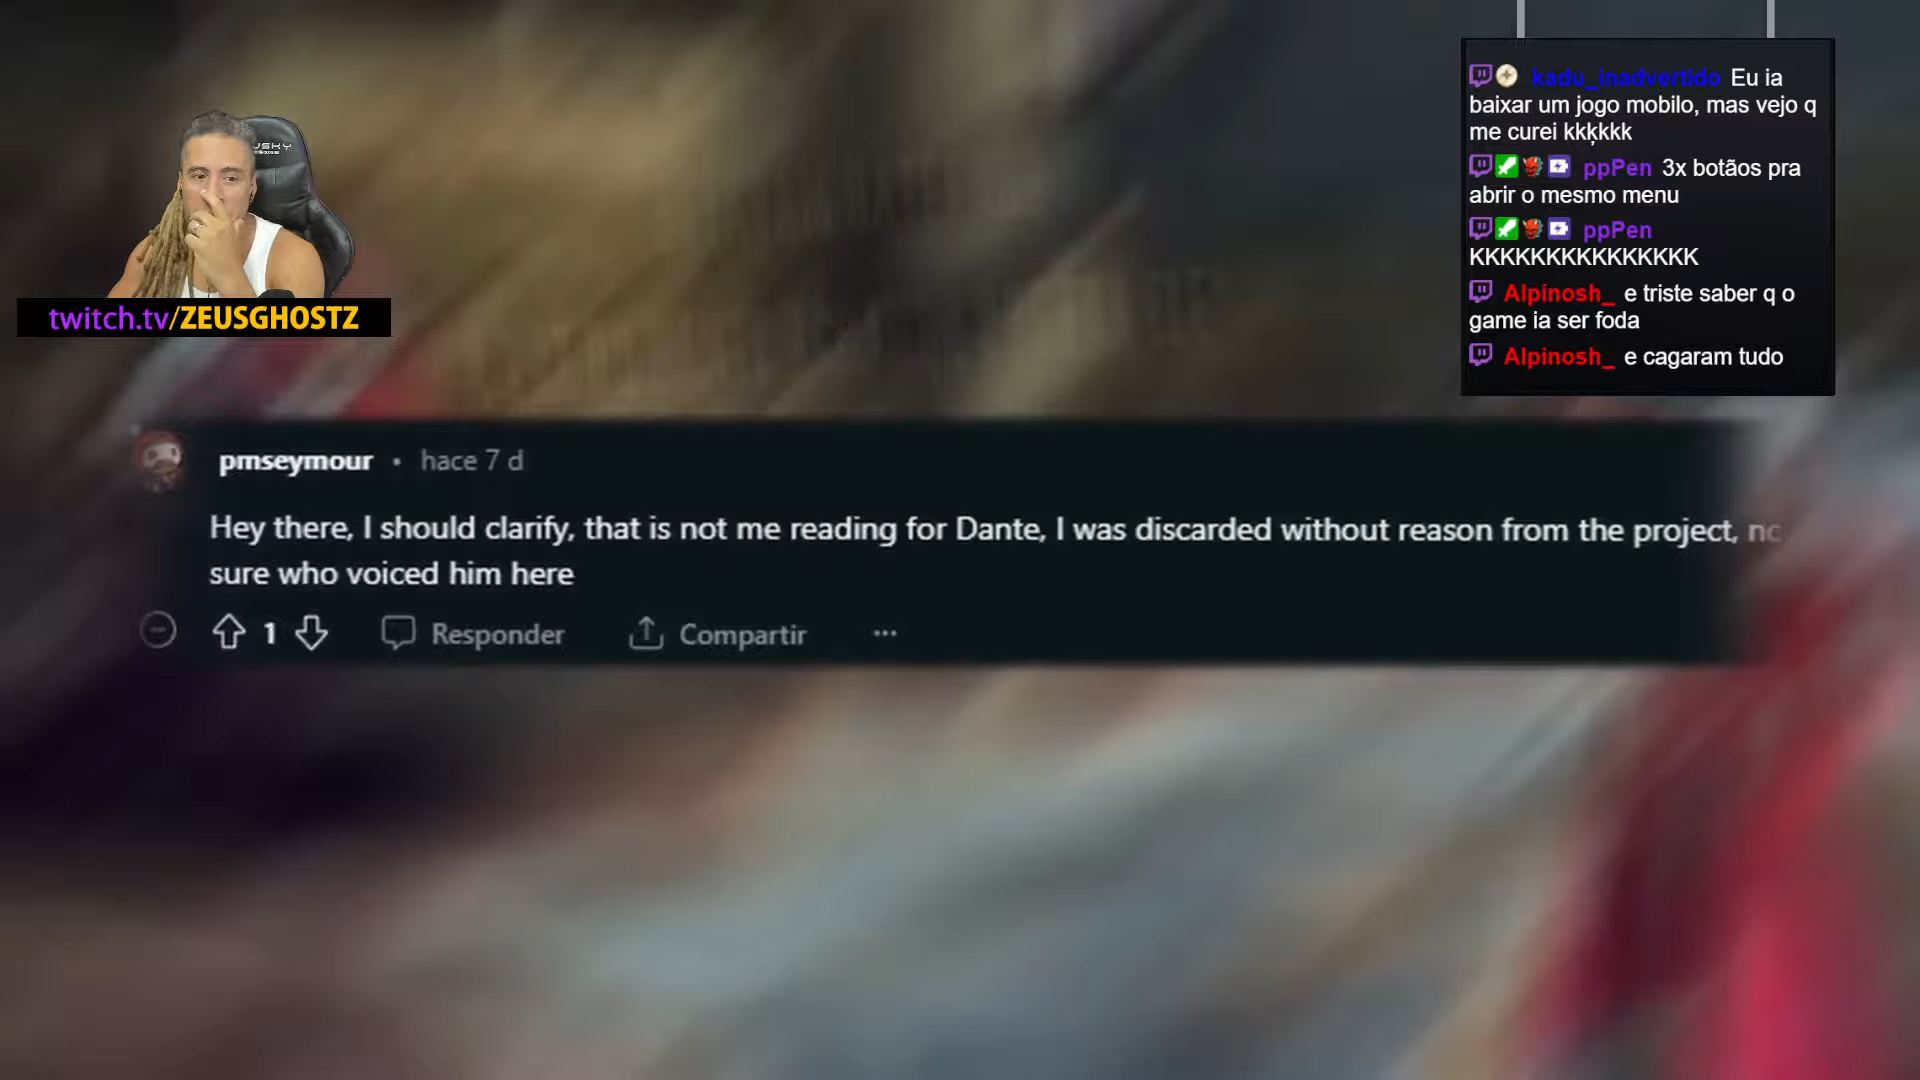 kadu_inadvertido Eu ia
baixar um jogo mobilo, mas vejo q
me curei kkķkkk
ppPen 3x botãos pra
abrir o mesmo menu
ppPen
KKKKKKKKKKKKKKK
Alpinosh_ e triste saber q o
game ia ser foda
Alpinosh_ e cagaram tudo
twitch.tv/ZEUSGHOSTZ
pmseymour • hace 7 d
Hey there, I should clarify, that is not me reading for Dante, I was discarded without reason from the project,
sure who voiced him here
1 Responder Compartir ...